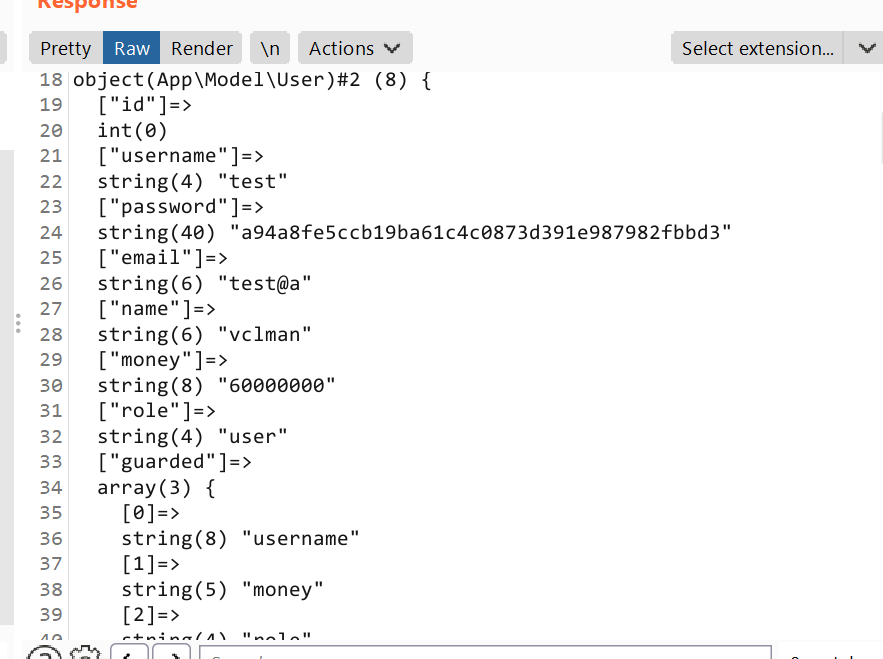 Response
Pretty Raw Render \n Actions Select extension...
18 object(App\Model\User)#2 (8) {
19 ["id"]=>
20 int(0)
21 ["username"]=>
22 string(4) "test"
23 ["password"]=>
24 string(40) "a94a8fe5ccb19ba61c4c0873d391e987982fbbd3"
25 ["email"]=>
26 string(6) "test@a"
27 ["name"]=>
28 string(6) "vclman"
29 ["money"]=>
30 string(8) "60000000"
31 ["role"]=>
32 string(4) "user"
33 ["guarded"]=>
34 array(3) {
35 [0]=>
36 string(8) "username"
37 [1]=>
38 string(5) "money"
39 [2]=>
40 string(4) "role"